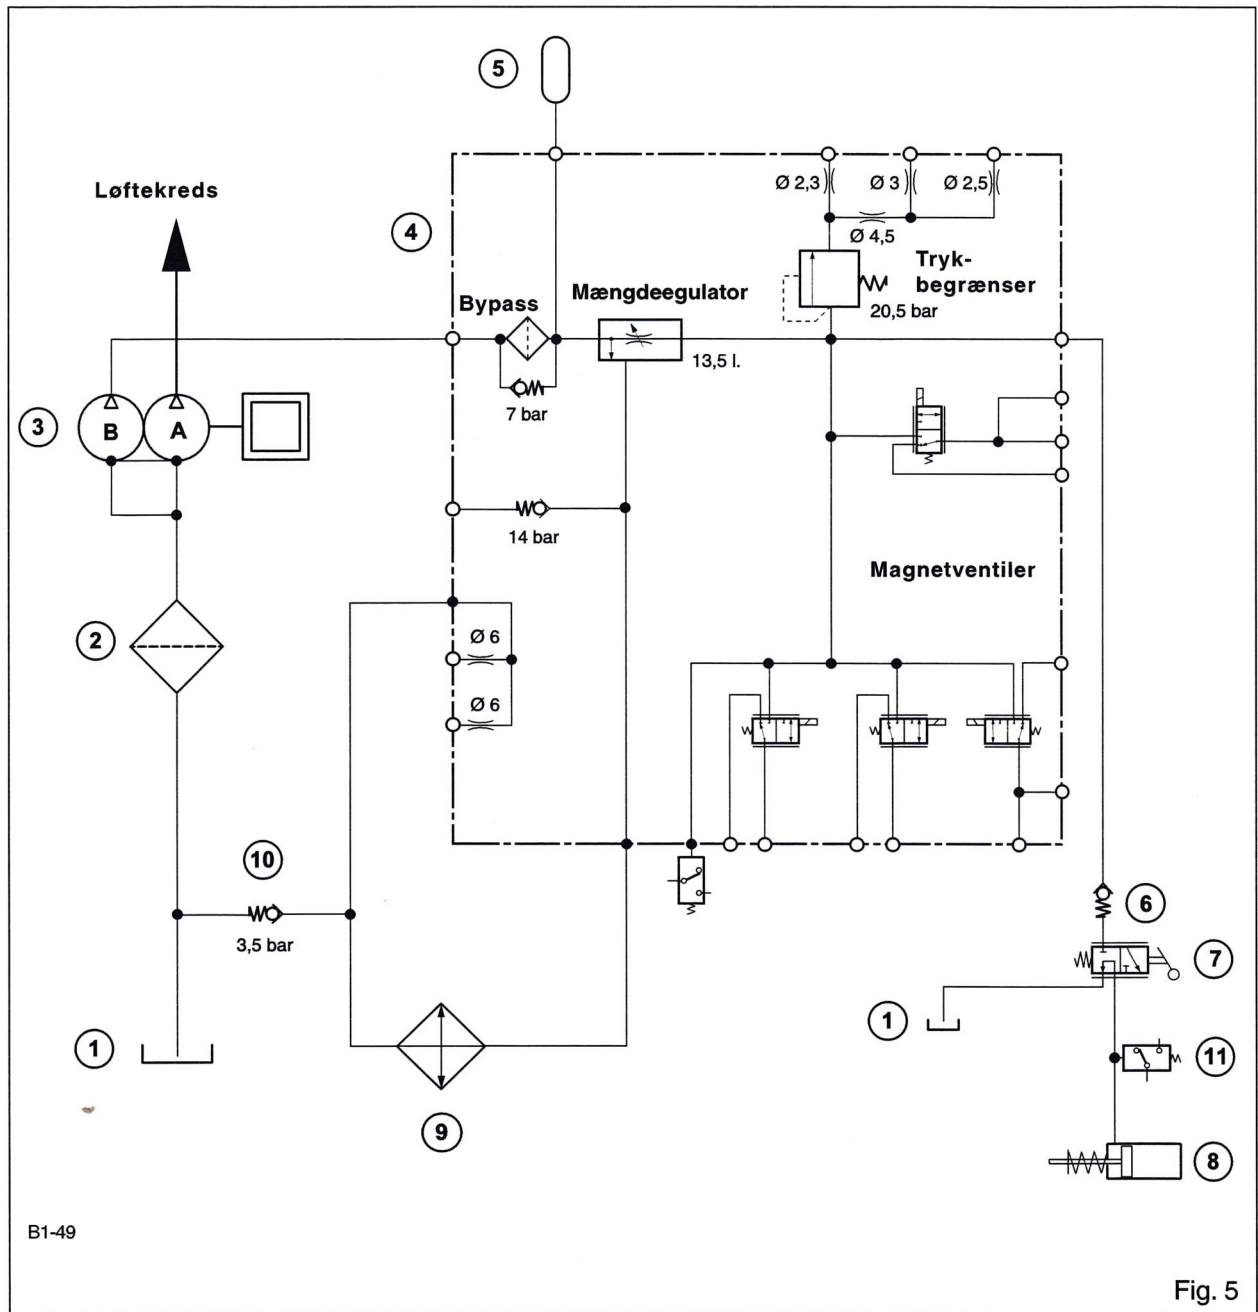 5
Løftekreds
Ø 2,3
Ø 3
Ø 2,5
4
Ø 4,5
Tryk-
begrænser
20,5 bar
Bypass
Mængdeegulator
13,5 l.
7 bar
3
B
A
14 bar
Magnetventiler
2
Ø 6
Ø 6
10
3,5 bar
6
7
1
1
11
9
8
B1-49
Fig. 5